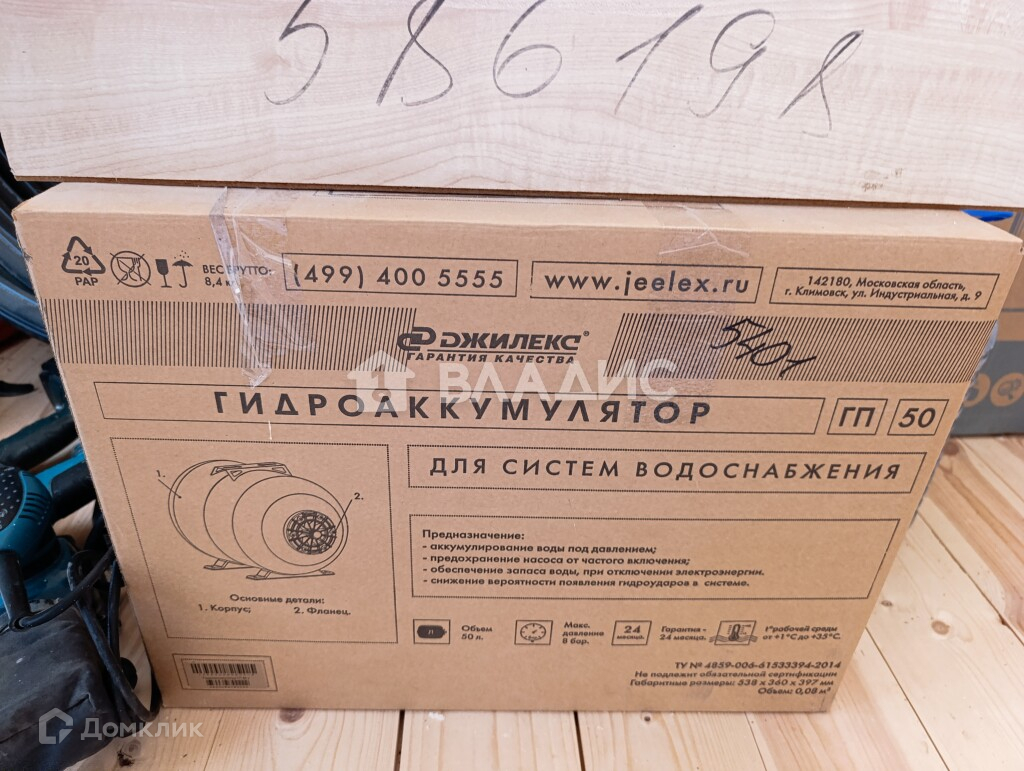 586198
20
PAP
ВЕС БРУТТО:
8,4 кг
(499) 400 5555
www.jeelex.ru
142180, Московская область,
г. Климовск, ул. Индустриальная, д. 9
ДЖИЛЕКС®
ГАРАНТИЯ КАЧЕСТВА
5401
ВЛАДИС
ГИДРОАККУМУЛЯТОР
ГП
50
ДЛЯ СИСТЕМ ВОДОСНАБЖЕНИЯ
1.
2.
Основные детали:
1. Корпус; 2. Фланец.
Предназначение:
- аккумулирование воды под давлением;
- предохранение насоса от частого включения;
- обеспечение запаса воды, при отключении электроэнергии.
- снижение вероятности появления гидроударов в системе.
Объем
50 л.
Макс.
давление
8 бар.
24
МЕСЯЦА
Гарантия -
24 месяца.
t°рабочей среды
от +1°С до +35°С.
ТУ № 4859-006-61533394-2014
Не подлежит обязательной сертификации
Габаритные размеры: 538 х 360 х 397 мм
Объем: 0,08 м³
Домклик